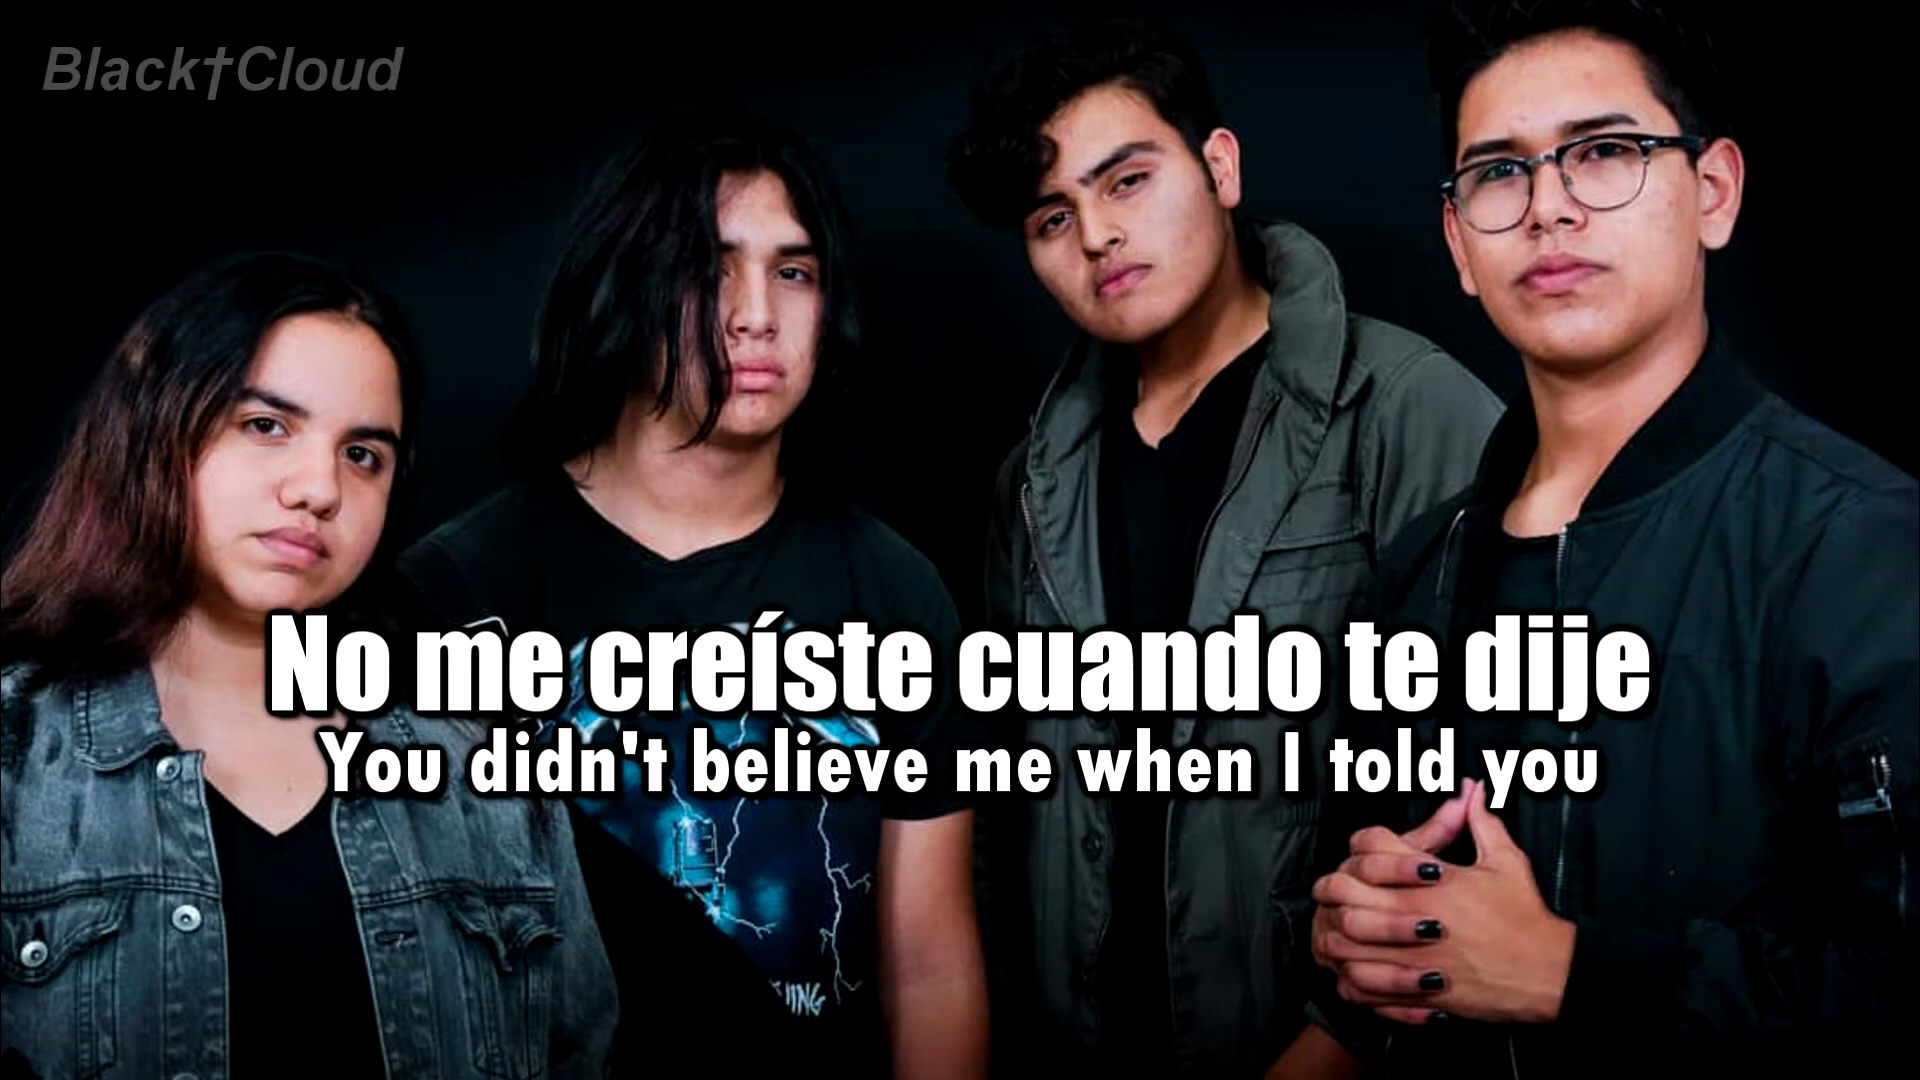 Black†Cloud
No me creíste cuando te dije
You didn't believe me when I told you